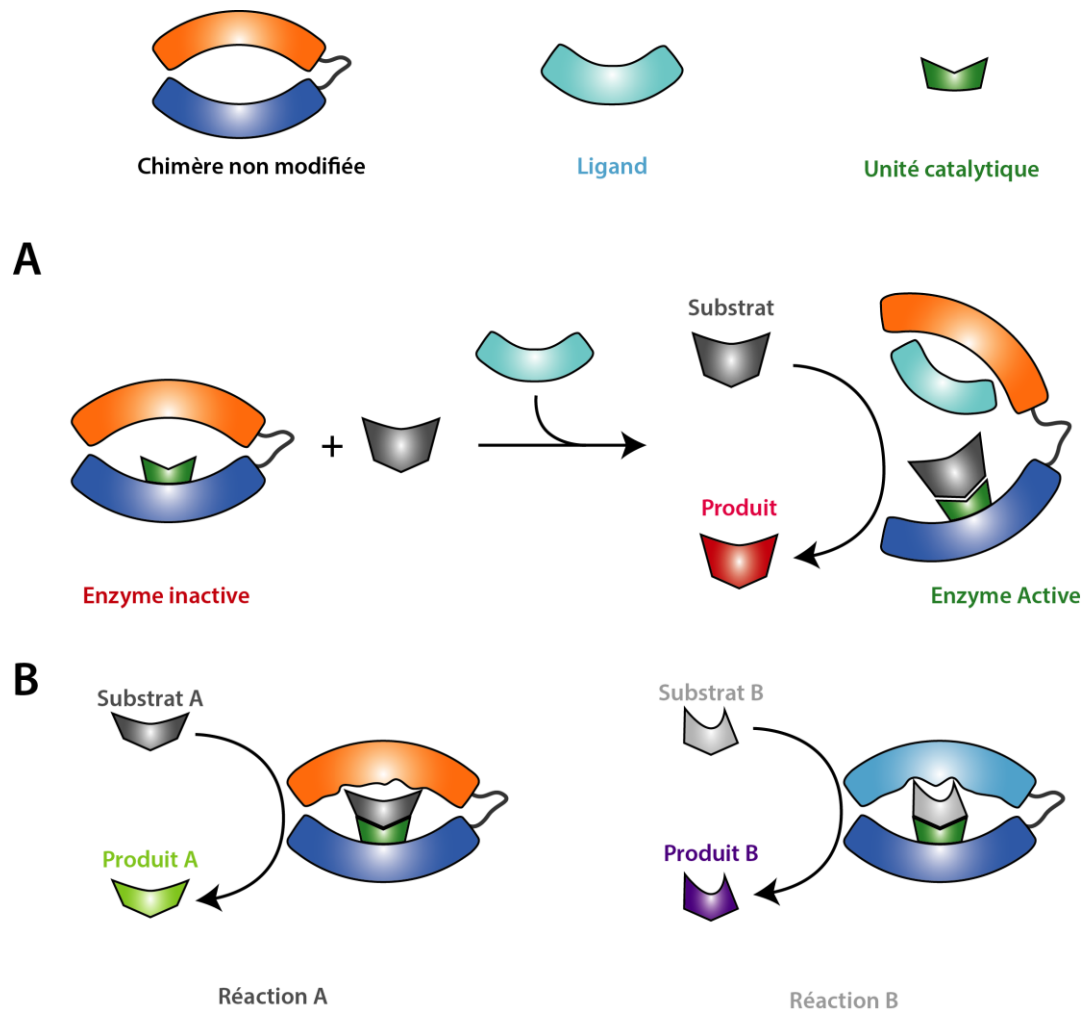 Chimère non modifiée
Ligand
Unité catalytique
A
Substrat
+
Produit
Enzyme inactive
Enzyme Active
B
Substrat A
Substrat B
Produit A
Produit B
Réaction A
Réaction B